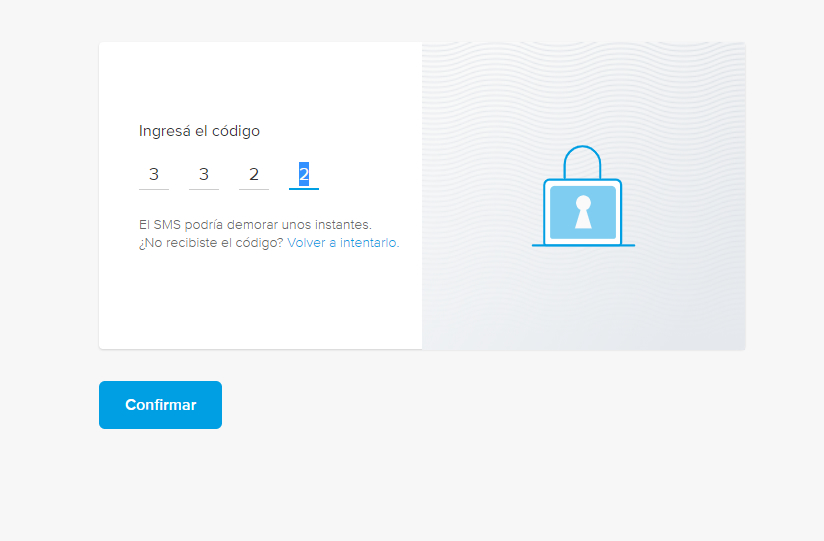 Ingresá el código
3 3 2 2
El SMS podría demorar unos instantes.
¿No recibiste el código? Volver a intentarlo.
Confirmar